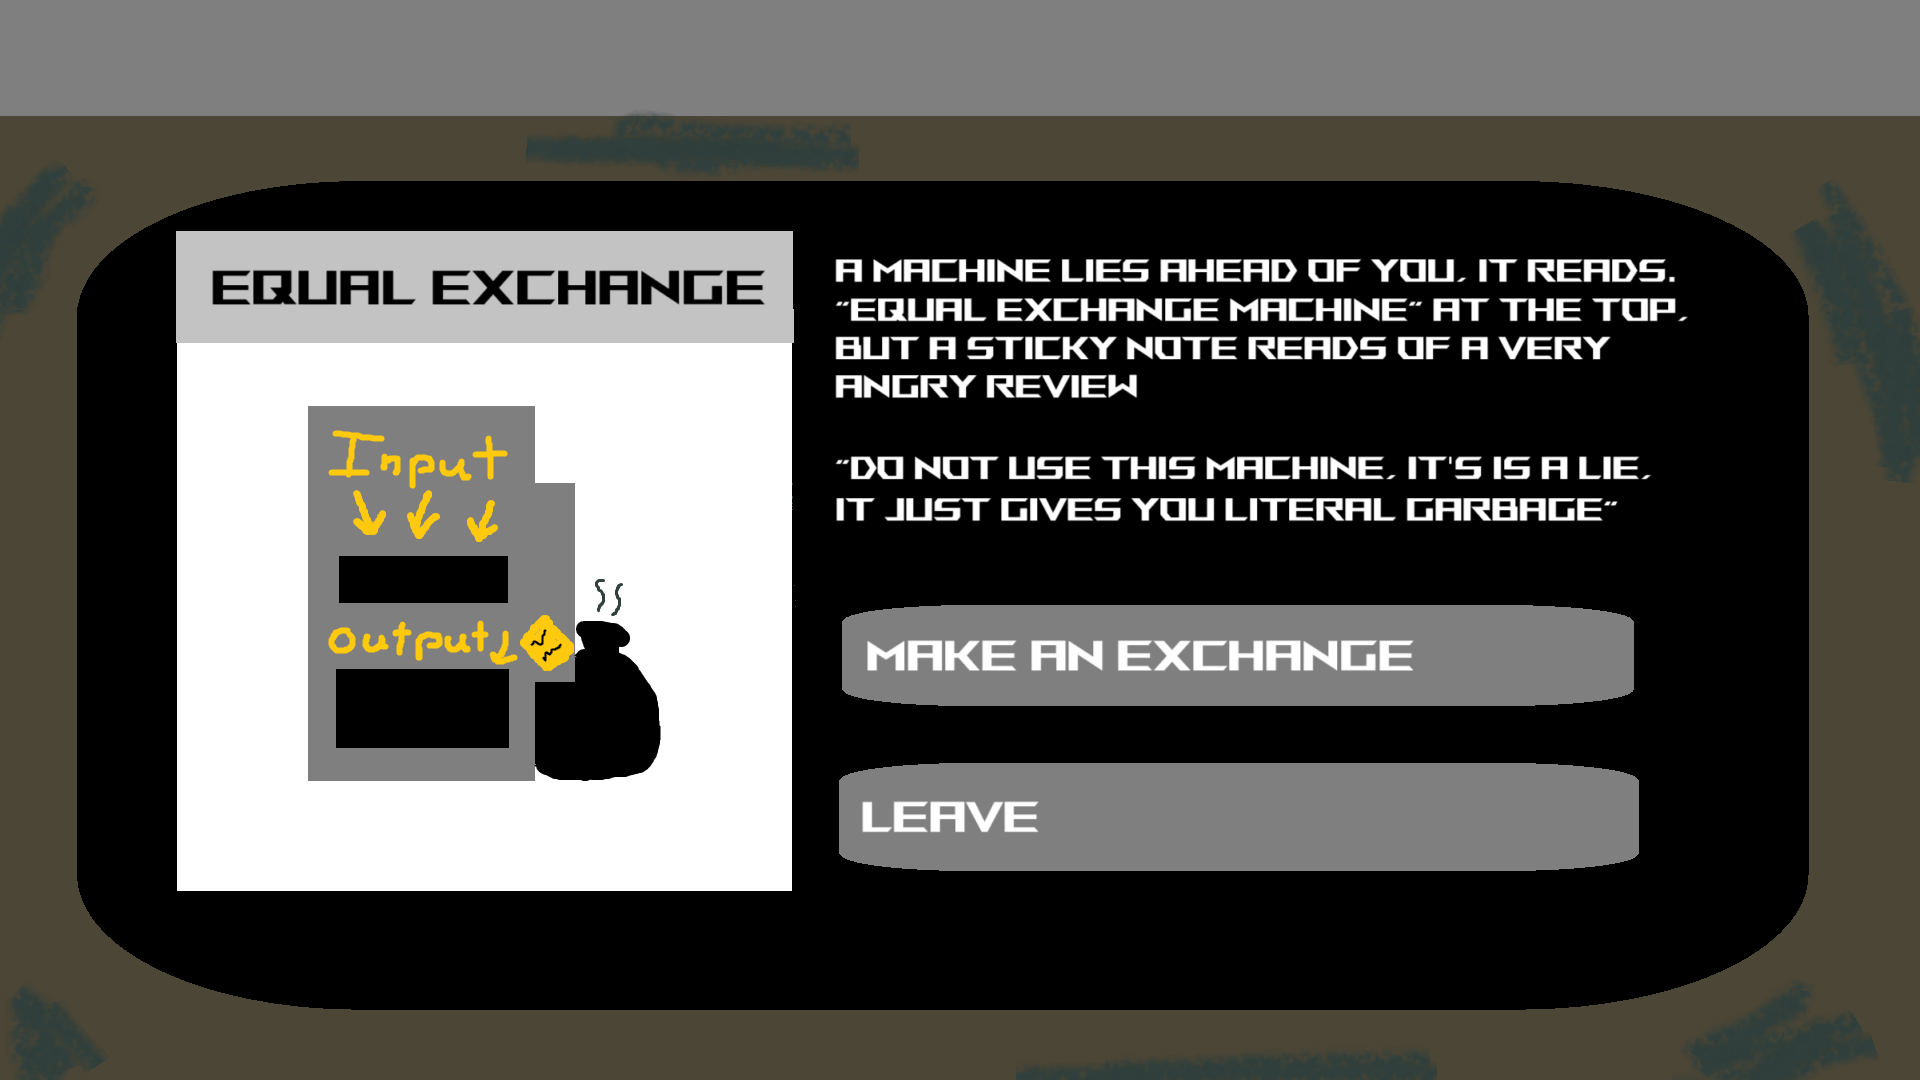 EQUAL EXCHANGE
Input
output
A MACHINE LIES AHEAD OF YOU, IT READS.
"EQUAL EXCHANGE MACHINE" AT THE TOP,
BUT A STICKY NOTE READS OF A VERY
ANGRY REVIEW
"DO NOT USE THIS MACHINE, IT'S IS A LIE,
IT JUST GIVES YOU LITERAL GARBAGE"
MAKE AN EXCHANGE
LEAVE